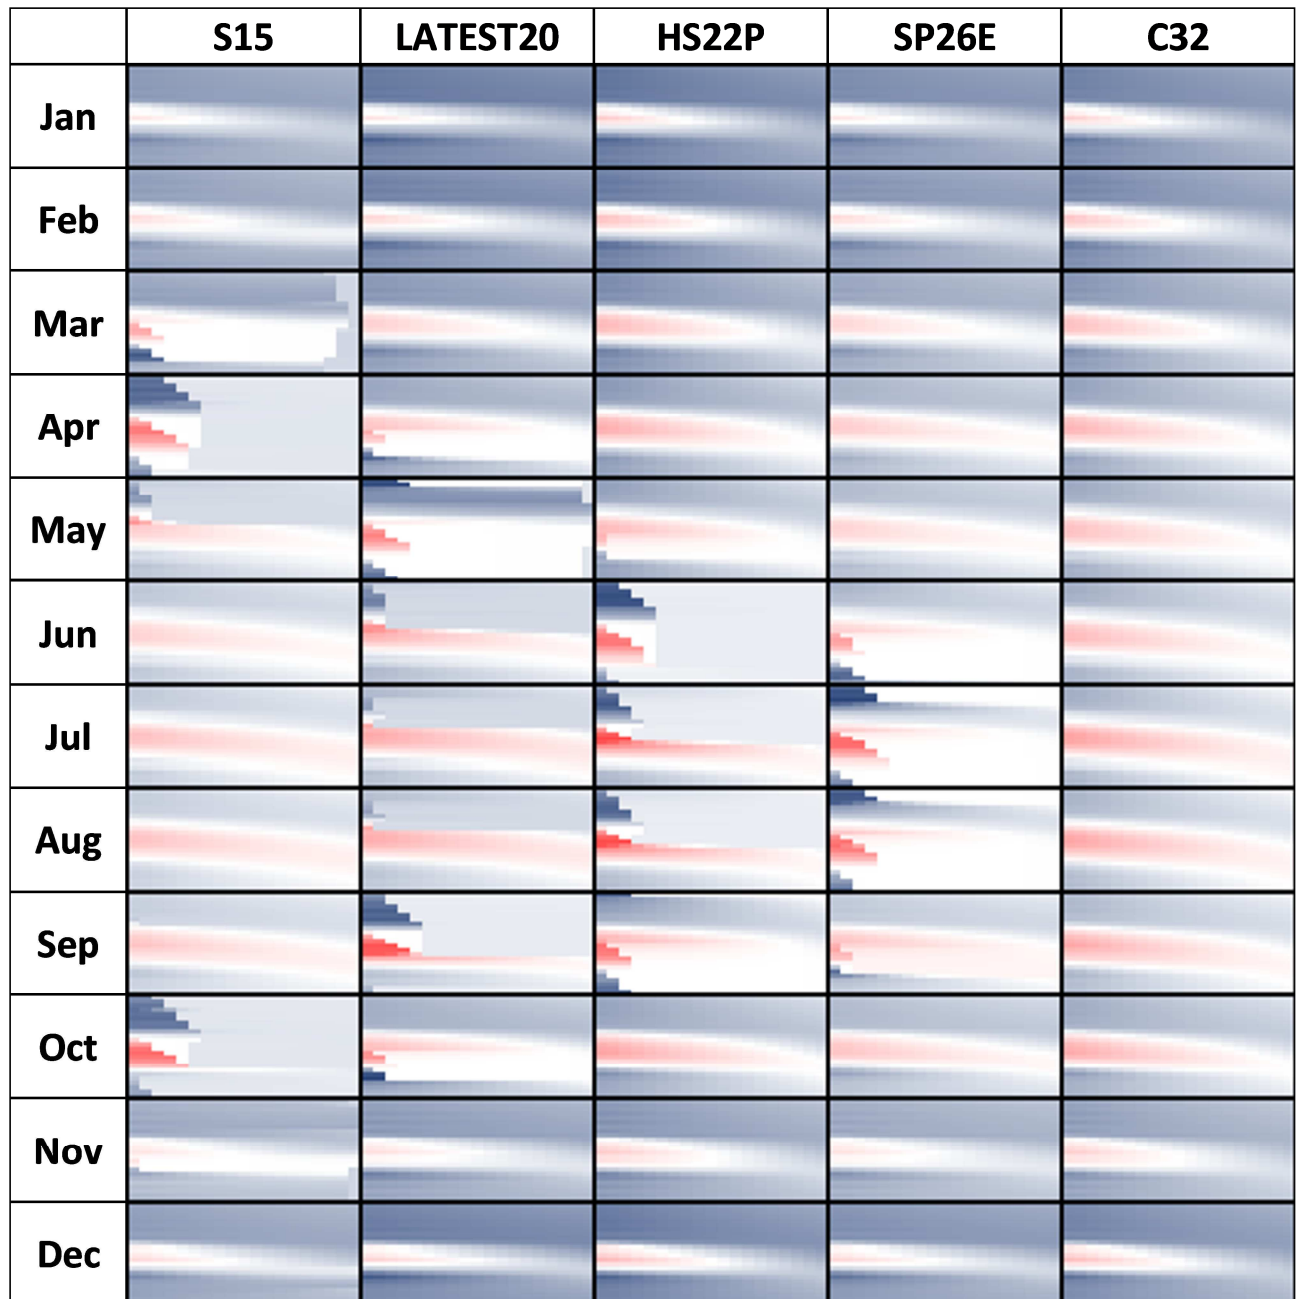 S15 LATEST20 HS22P SP26E C32
Jan
Feb
Mar
Apr
May
Jun
Jul
Aug
Sep
Oct
Nov
Dec